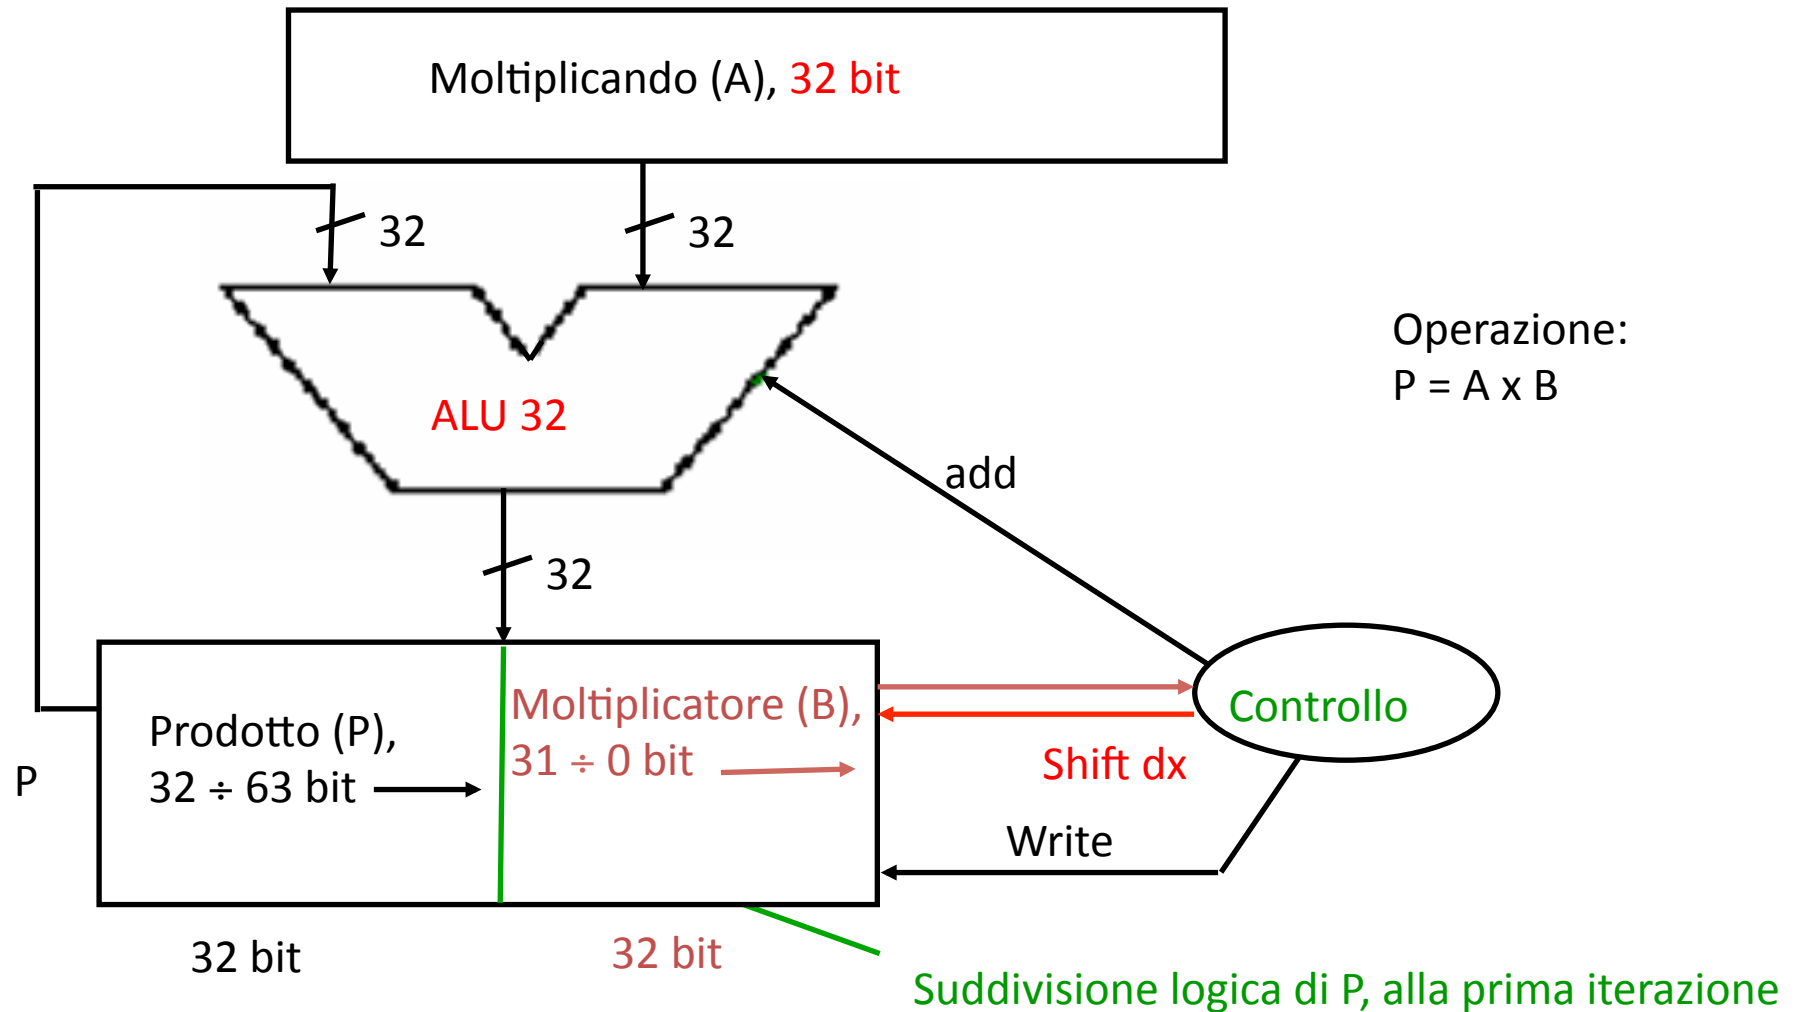 Moltiplicando (A), 32 bit
32
32
Operazione:
P = A x B
ALU 32
add
32
Moltiplicatore (B),
31 ÷ 0 bit
Prodotto (P),
32 ÷ 63 bit
Controllo
P
Shift dx
Write
32 bit
32 bit
Suddivisione logica di P, alla prima iterazione